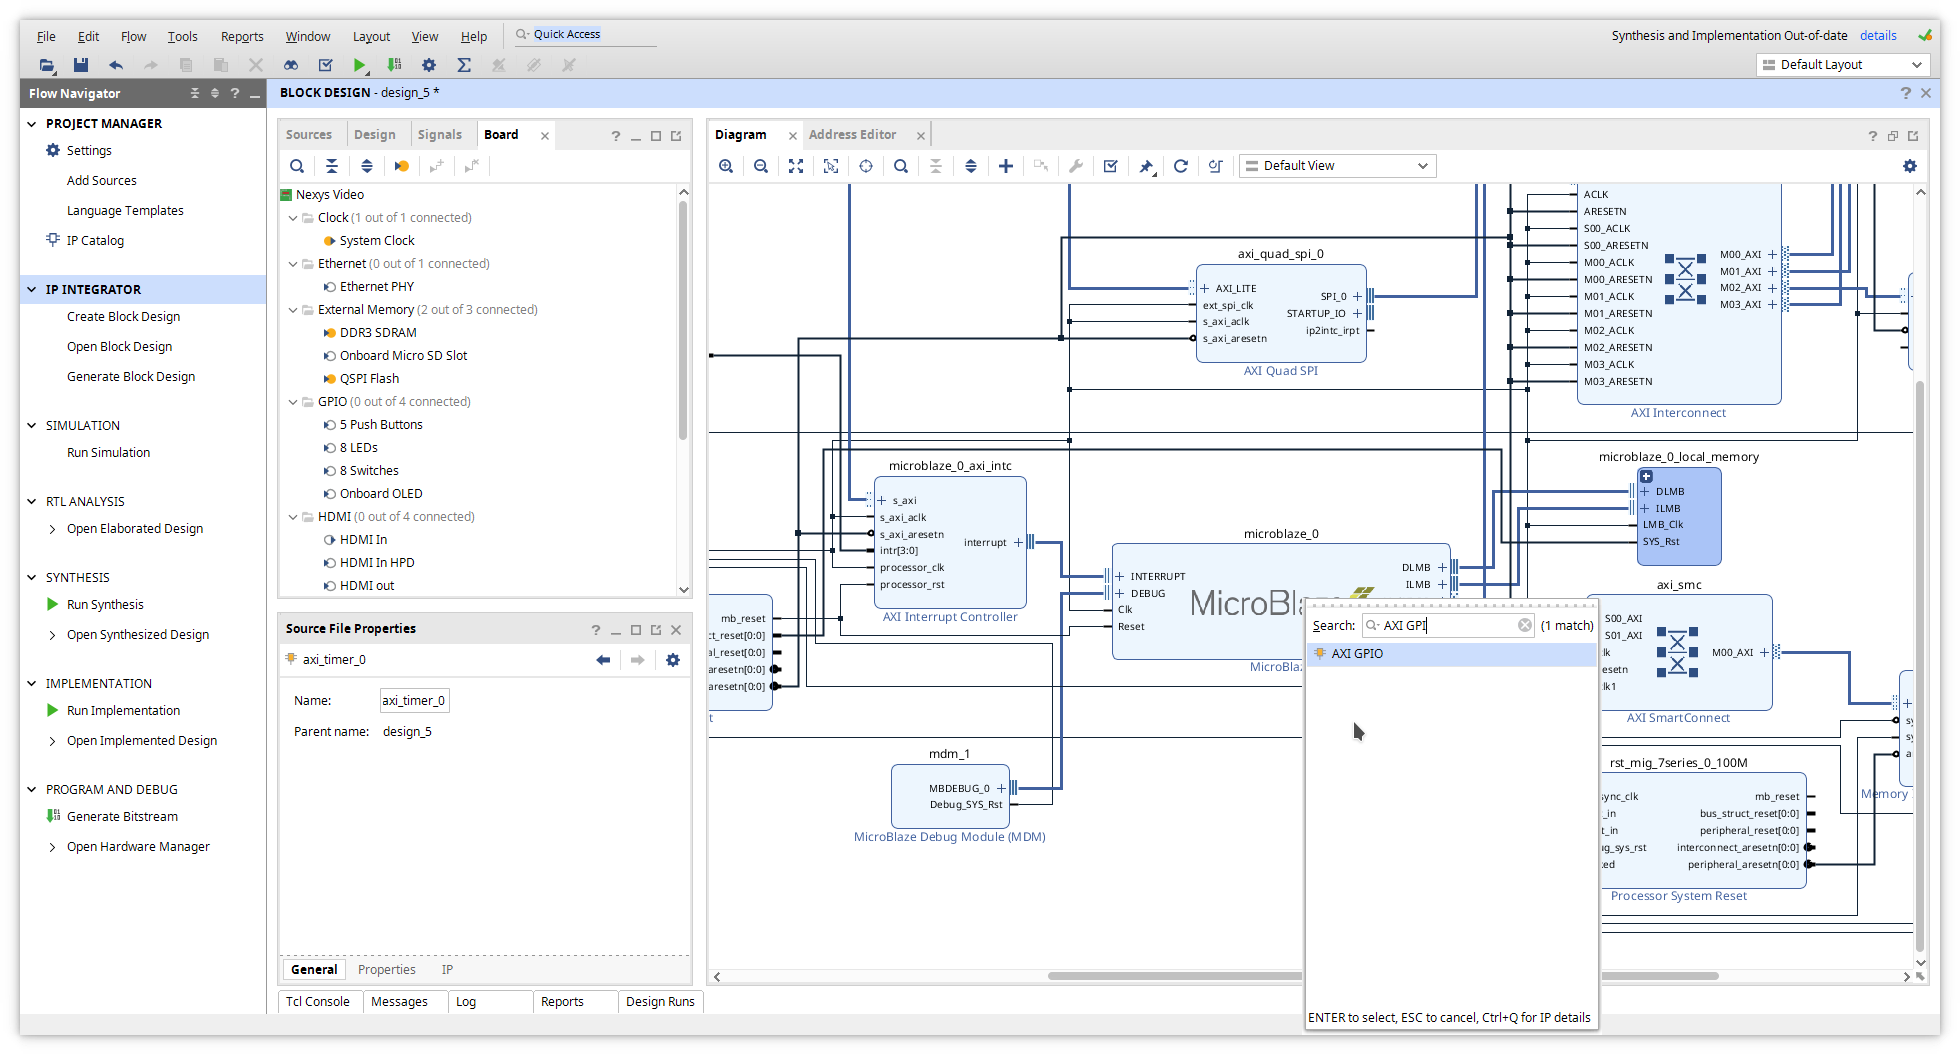 File Edit Flow Tools Reports Window Layout View Help Quick Access
Synthesis and Implementation Out-of-date details
Default Layout
Flow Navigator
PROJECT MANAGER
Settings
Add Sources
Language Templates
IP Catalog
IP INTEGRATOR
Create Block Design
Open Block Design
Generate Block Design
SIMULATION
Run Simulation
RTL ANALYSIS
Open Elaborated Design
SYNTHESIS
Run Synthesis
Open Synthesized Design
IMPLEMENTATION
Run Implementation
Open Implemented Design
PROGRAM AND DEBUG
Generate Bitstream
Open Hardware Manager
BLOCK DESIGN - design_5 *
Sources Design Signals Board
Nexys Video
Clock (1 out of 1 connected)
System Clock
Ethernet (0 out of 1 connected)
Ethernet PHY
External Memory (2 out of 3 connected)
DDR3 SDRAM
Onboard Micro SD Slot
QSPI Flash
GPIO (0 out of 4 connected)
5 Push Buttons
8 LEDs
8 Switches
Onboard OLED
HDMI (0 out of 4 connected)
HDMI In
HDMI In HPD
HDMI out
Source File Properties
axi_timer_0
Name: axi_timer_0
Parent name: design_5
General Properties IP
Tcl Console Messages Log Reports Design Runs
Diagram Address Editor
Default View
axi_quad_spi_0
AXI_LITE
ext_spi_clk
s_axi_aclk
s_axi_aresetn
SPI_0
STARTUP_IO
ip2intc_irpt
AXI Quad SPI
ACLK
ARESETN
S00_ACLK
S00_ARESETN
M00_ACLK
M00_ARESETN
M01_ACLK
M01_ARESETN
M02_ACLK
M02_ARESETN
M03_ACLK
M03_ARESETN
M00_AXI
M01_AXI
M02_AXI
M03_AXI
AXI Interconnect
microblaze_0_axi_intc
s_axi
s_axi_aclk
s_axi_aresetn
intr[3:0]
processor_clk
processor_rst
interrupt
AXI Interrupt Controller
microblaze_0
INTERRUPT
DEBUG
Clk
Reset
DLMB
ILMB
MicroBlaz
MicroBlaz
microblaze_0_local_memory
DLMB
ILMB
LMB_Clk
SYS_Rst
mb_reset
ct_reset[0:0]
al_reset[0:0]
aresetn[0:0]
aresetn[0:0]
t
mdm_1
MBDEBUG_0
Debug_SYS_Rst
MicroBlaze Debug Module (MDM)
axi_smc
S00_AXI
S01_AXI
lk
esetn
lk1
M00_AXI
AXI SmartConnect
rst_mig_7series_0_100M
sync_clk
_in
t_in
ug_sys_rst
ked
mb_reset
bus_struct_reset[0:0]
peripheral_reset[0:0]
interconnect_aresetn[0:0]
peripheral_aresetn[0:0]
Processor System Reset
sy
sy
a
Memory
Search: AXI GPI (1 match)
AXI GPIO
ENTER to select, ESC to cancel, Ctrl+Q for IP details